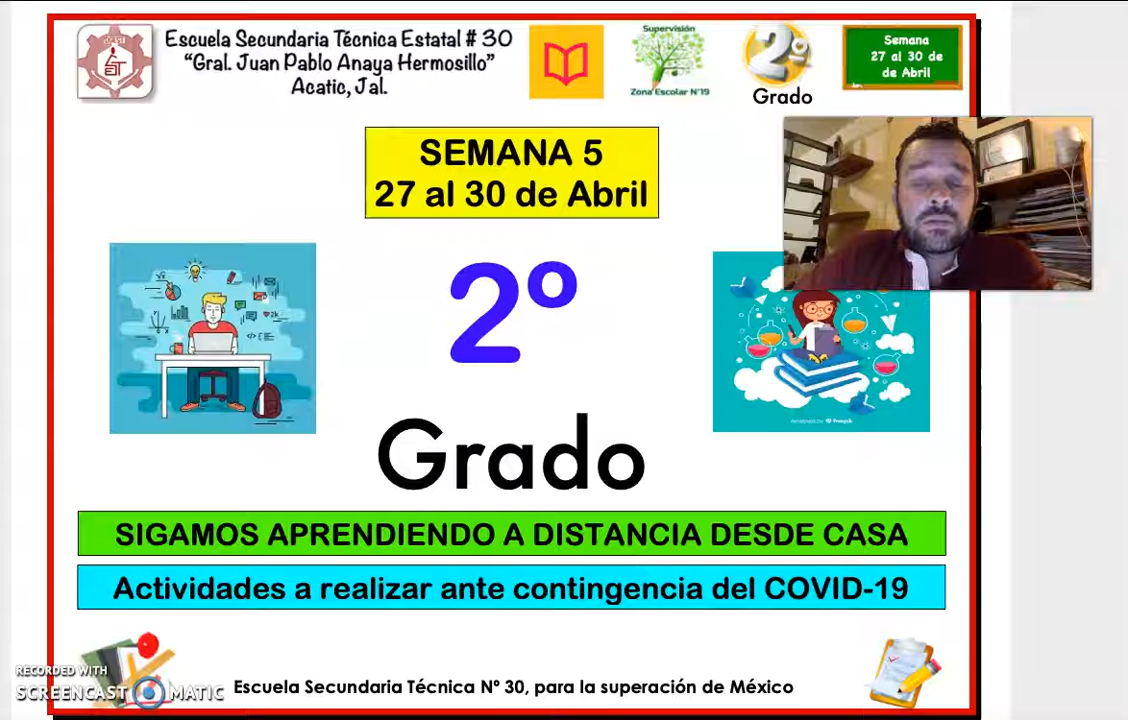 Escuela Secundaria Técnica Estatal # 30
“Gral. Juan Pablo Anaya Hermosillo”
Acatic, Jal.
Supervisión
Zona Escolar N°19
2º
Grado
Semana
27 al 30 de
de Abril
SEMANA 5
27 al 30 de Abril
2º
Grado
SIGAMOS APRENDIENDO A DISTANCIA DESDE CASA
Actividades a realizar ante contingencia del COVID-19
Escuela Secundaria Técnica Nº 30, para la superación de México
RECORDED WITH
SCREENCAST MATIC